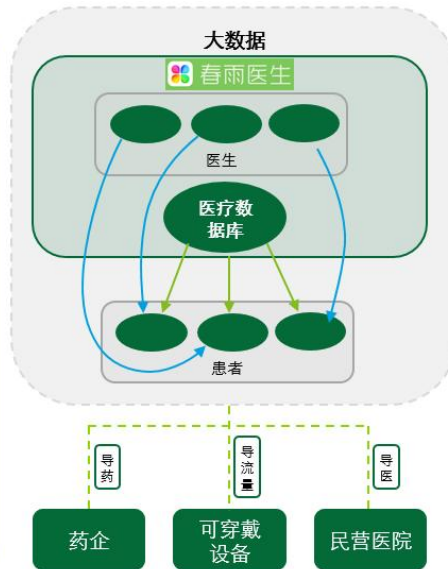 大数据
春雨医生
医生
医疗数
据库
患者
导药
导流量
导医
药企
可穿戴
设备
民营医院